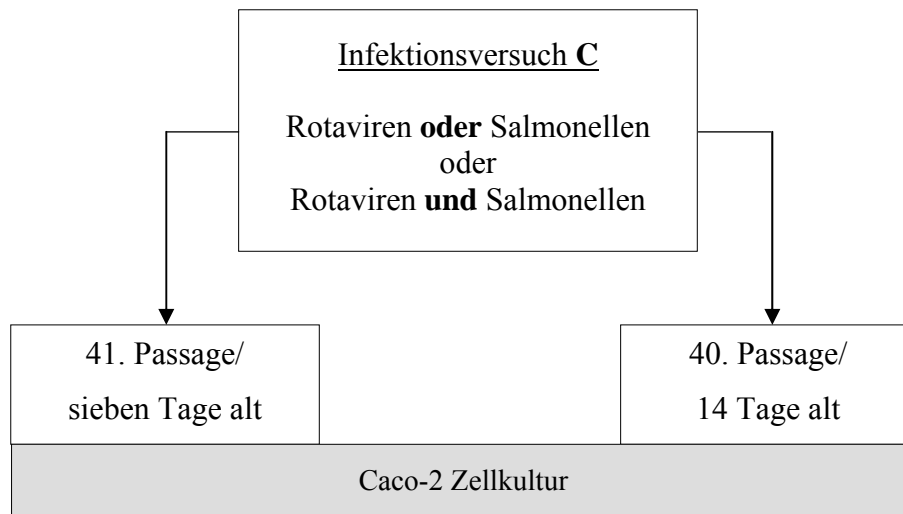 Infektionsversuch C
Rotaviren oder Salmonellen
oder
Rotaviren und Salmonellen
41. Passage/
sieben Tage alt
40. Passage/
14 Tage alt
Caco-2 Zellkultur